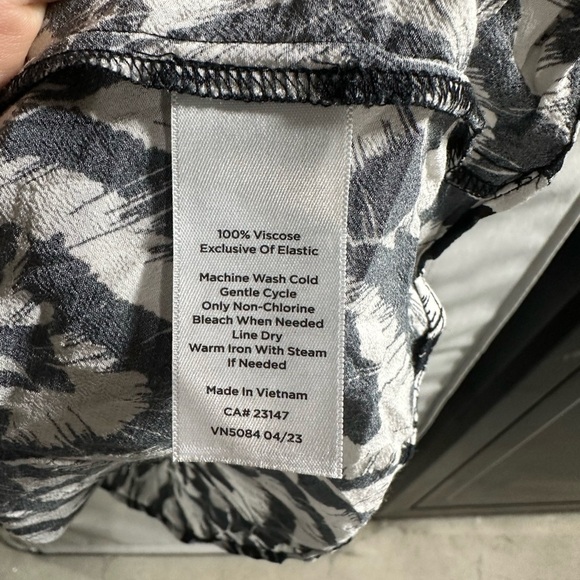 100% Viscose
Exclusive Of Elastic
Machine Wash Cold
Gentle Cycle
Only Non-Chlorine
Bleach When Needed
Line Dry
Warm Iron With Steam
If Needed
Made In Vietnam
CA# 23147
VN5084 04/23